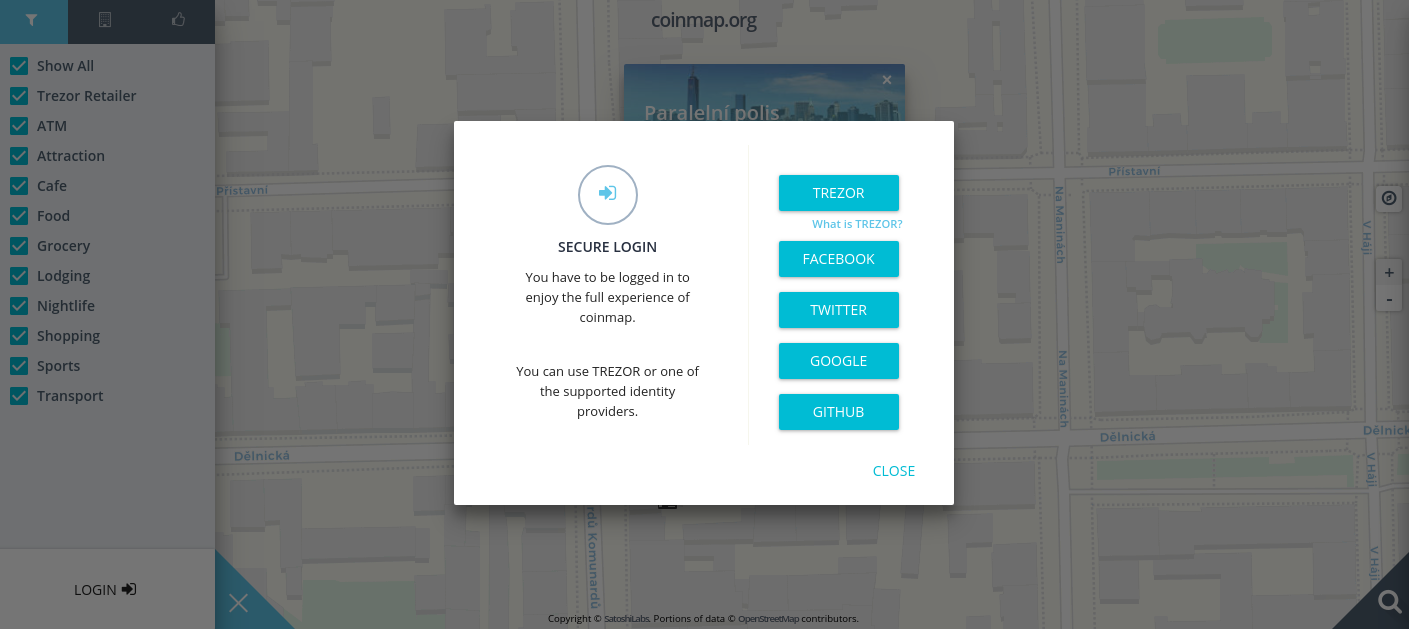 coinmap.org
Show All
Trezor Retailer
ATM
Attraction
Cafe
Food
Grocery
Lodging
Nightlife
Shopping
Sports
Transport
LOGIN
Paralelní polis
SECURE LOGIN
You have to be logged in to
enjoy the full experience of
coinmap.
You can use TREZOR or one of
the supported identity
providers.
TREZOR
What is TREZOR?
FACEBOOK
TWITTER
GOOGLE
GITHUB
CLOSE
Přístavní
Přístavní
Na Maninách
Na Maninách
V Háji
V Háji
V Háji
+
-
Dělnická
Dělnická
Dělnick
rdů Komunardů
Copyright © SatoshiLabs. Portions of data © OpenStreetMap contributors.